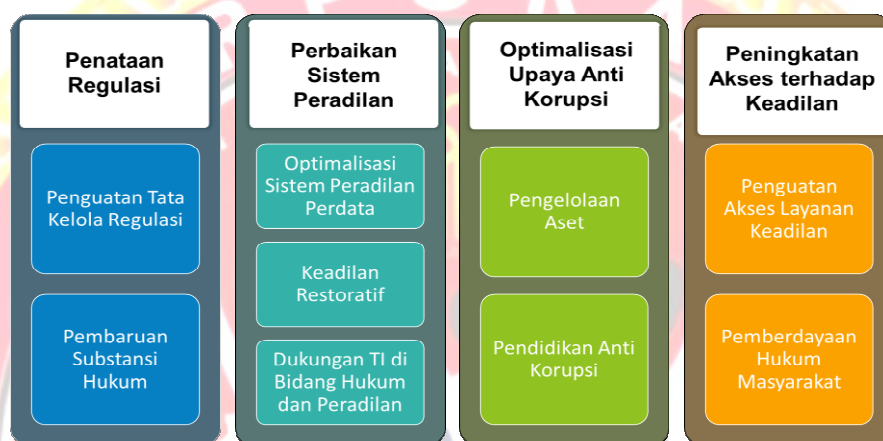 Penataan
Regulasi
Penguatan Tata
Kelola Regulasi
Pembaruan
Substansi
Hukum
Perbaikan
Sistem
Peradilan
Optimalisasi
Sistem Peradilan
Perdata
Keadilan
Restoratif
Dukungan TI di
Bidang Hukum
dan Peradilan
Optimalisasi
Upaya Anti
Korupsi
Pengelolaan
Aset
Pendidikan Anti
Korupsi
Peningkatan
Akses terhadap
Keadilan
Penguatan
Akses Layanan
Keadilan
Pemberdayaan
Hukum
Masyarakat